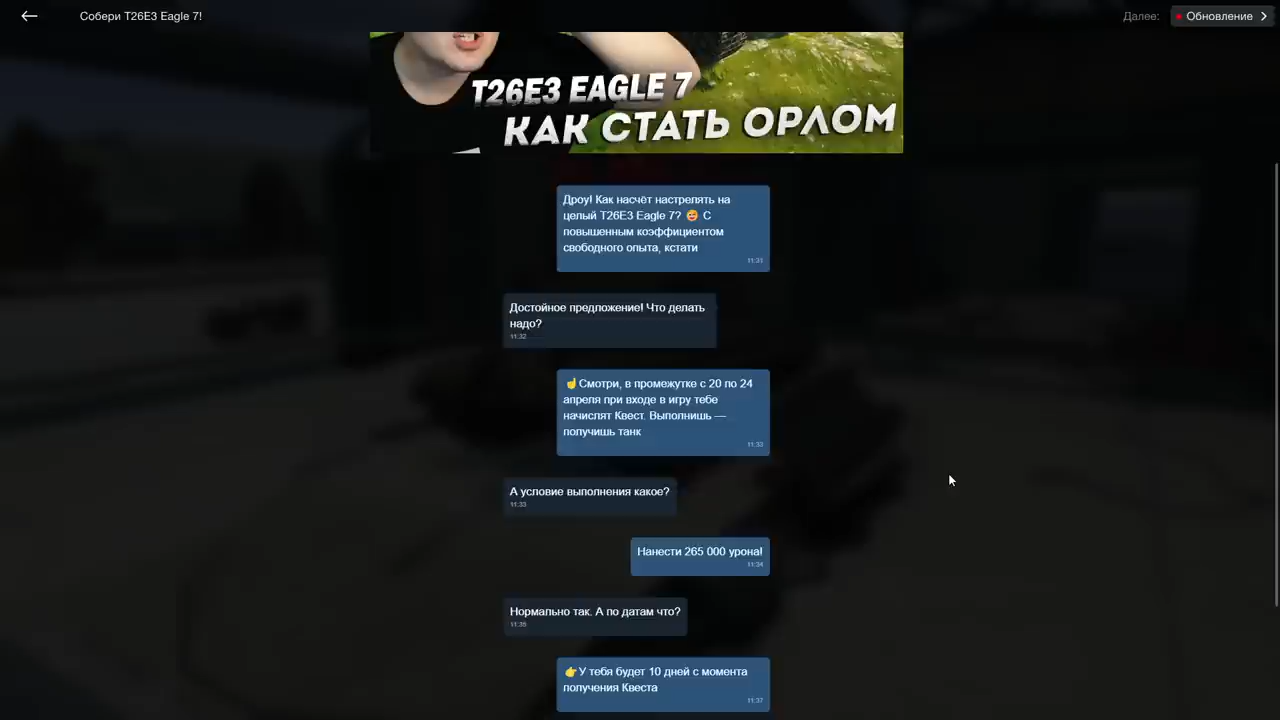 Собери T26E3 Eagle 7!
Далее:
Обновление
T26E3 EAGLE 7
КАК СТАТЬ ОРЛОМ
Дроу! Как насчёт настрелять на
целый T26E3 Eagle 7? 🥰 С
повышенным коэффициентом
свободного опыта, кстати
11:31
Достойное предложение! Что делать
надо?
11:32
☝️Смотри, в промежутке с 20 по 24
апреля при входе в игру тебе
начислят Квест. Выполнишь —
получишь танк
11:33
А условие выполнения какое?
11:33
Нанести 265 000 урона!
11:34
Нормально так. А по датам что?
11:35
👉У тебя будет 10 дней с момента
получения Квеста
11:37